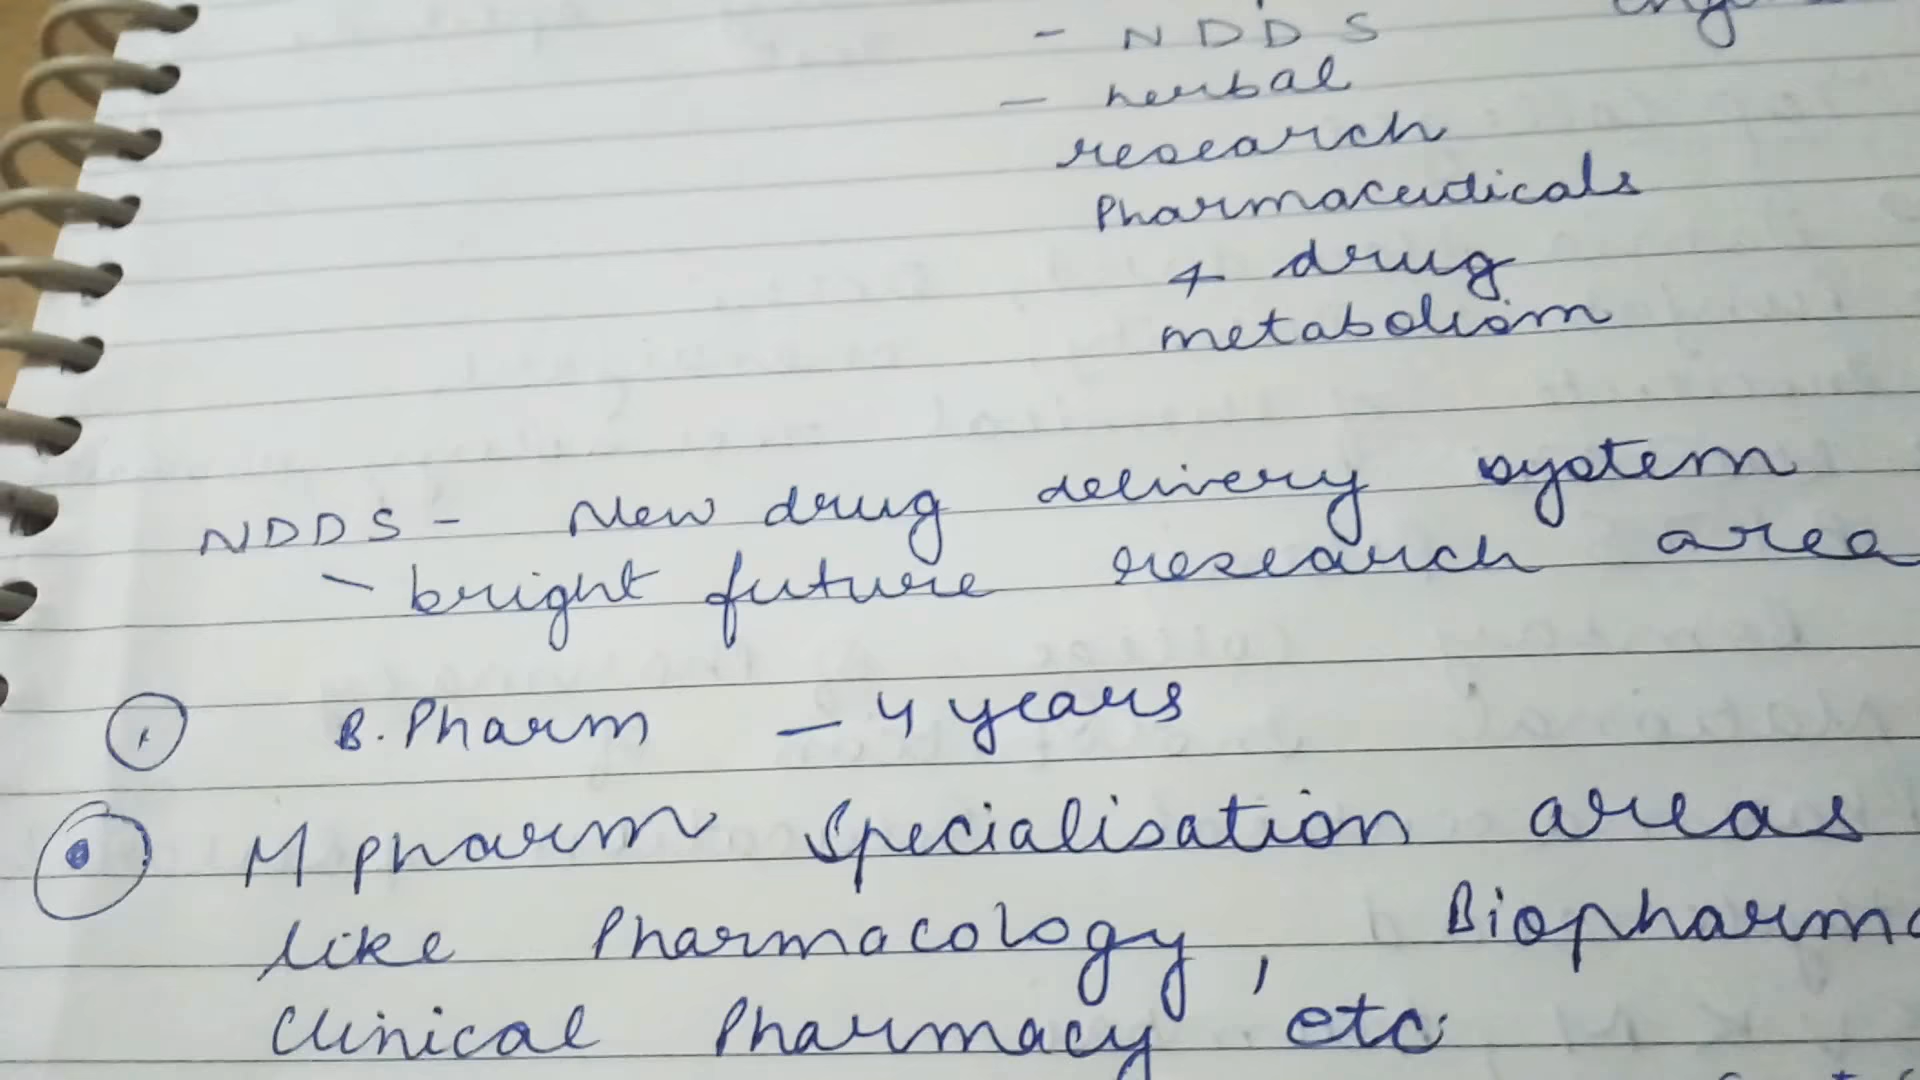 - NDDS
- herbal
research
Pharmaceuticals
+ drug
metabolism
NDDS - New drug delivery system
- bright future research area
1 B. Pharm - 4 years
M pharm Specialisation areas
like Pharmacology, Biopharma
Clinical Pharmacy etc.